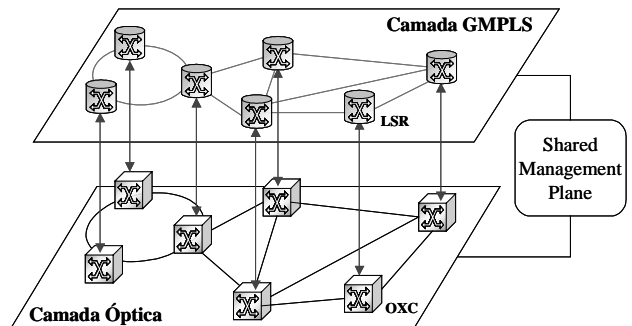 Camada GMPLS
LSR
Shared
Management
Plane
OXC
Camada Óptica